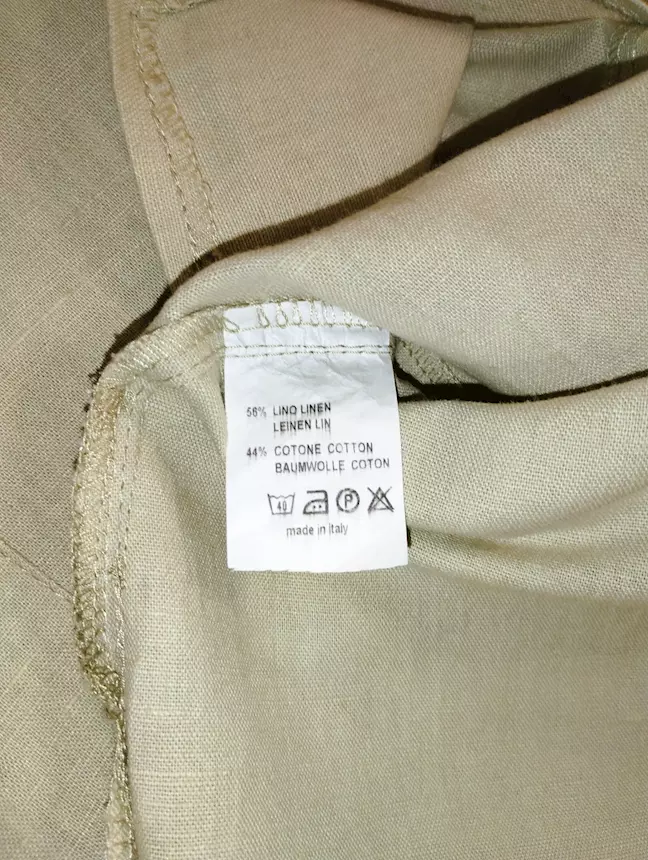 56% LINO LINEN
LEINEN LIN
44% COTONE COTTON
BAUMWOLLE COTON
40 P
made in Italy